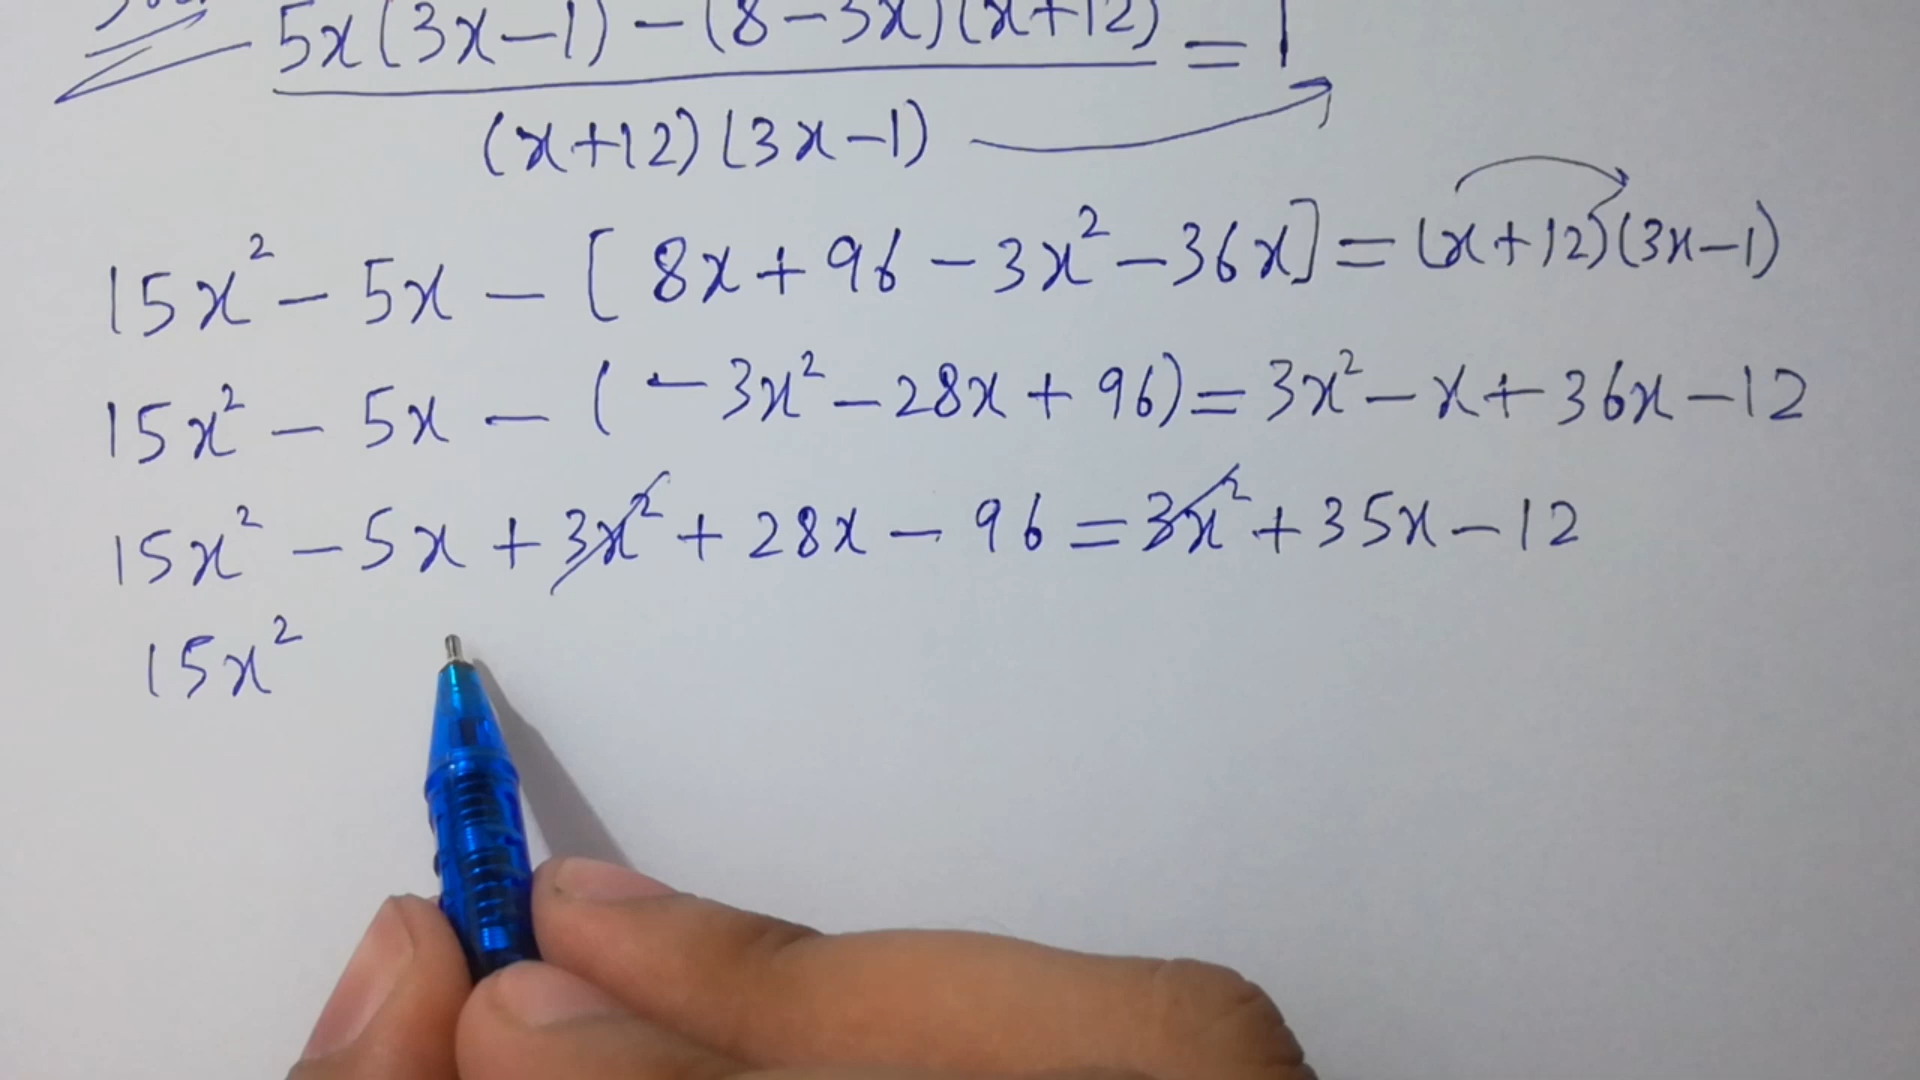 5x(3x-1) - (8-3x)(x+12) = 1
(x+12)(3x-1)
15x² - 5x - [8x + 96 - 3x² - 36x] = (x+12)(3x-1)
15x² - 5x - (-3x² - 28x + 96) = 3x² - x + 36x - 12
15x² - 5x + 3x² + 28x - 96 = 3x² + 35x - 12
15x²